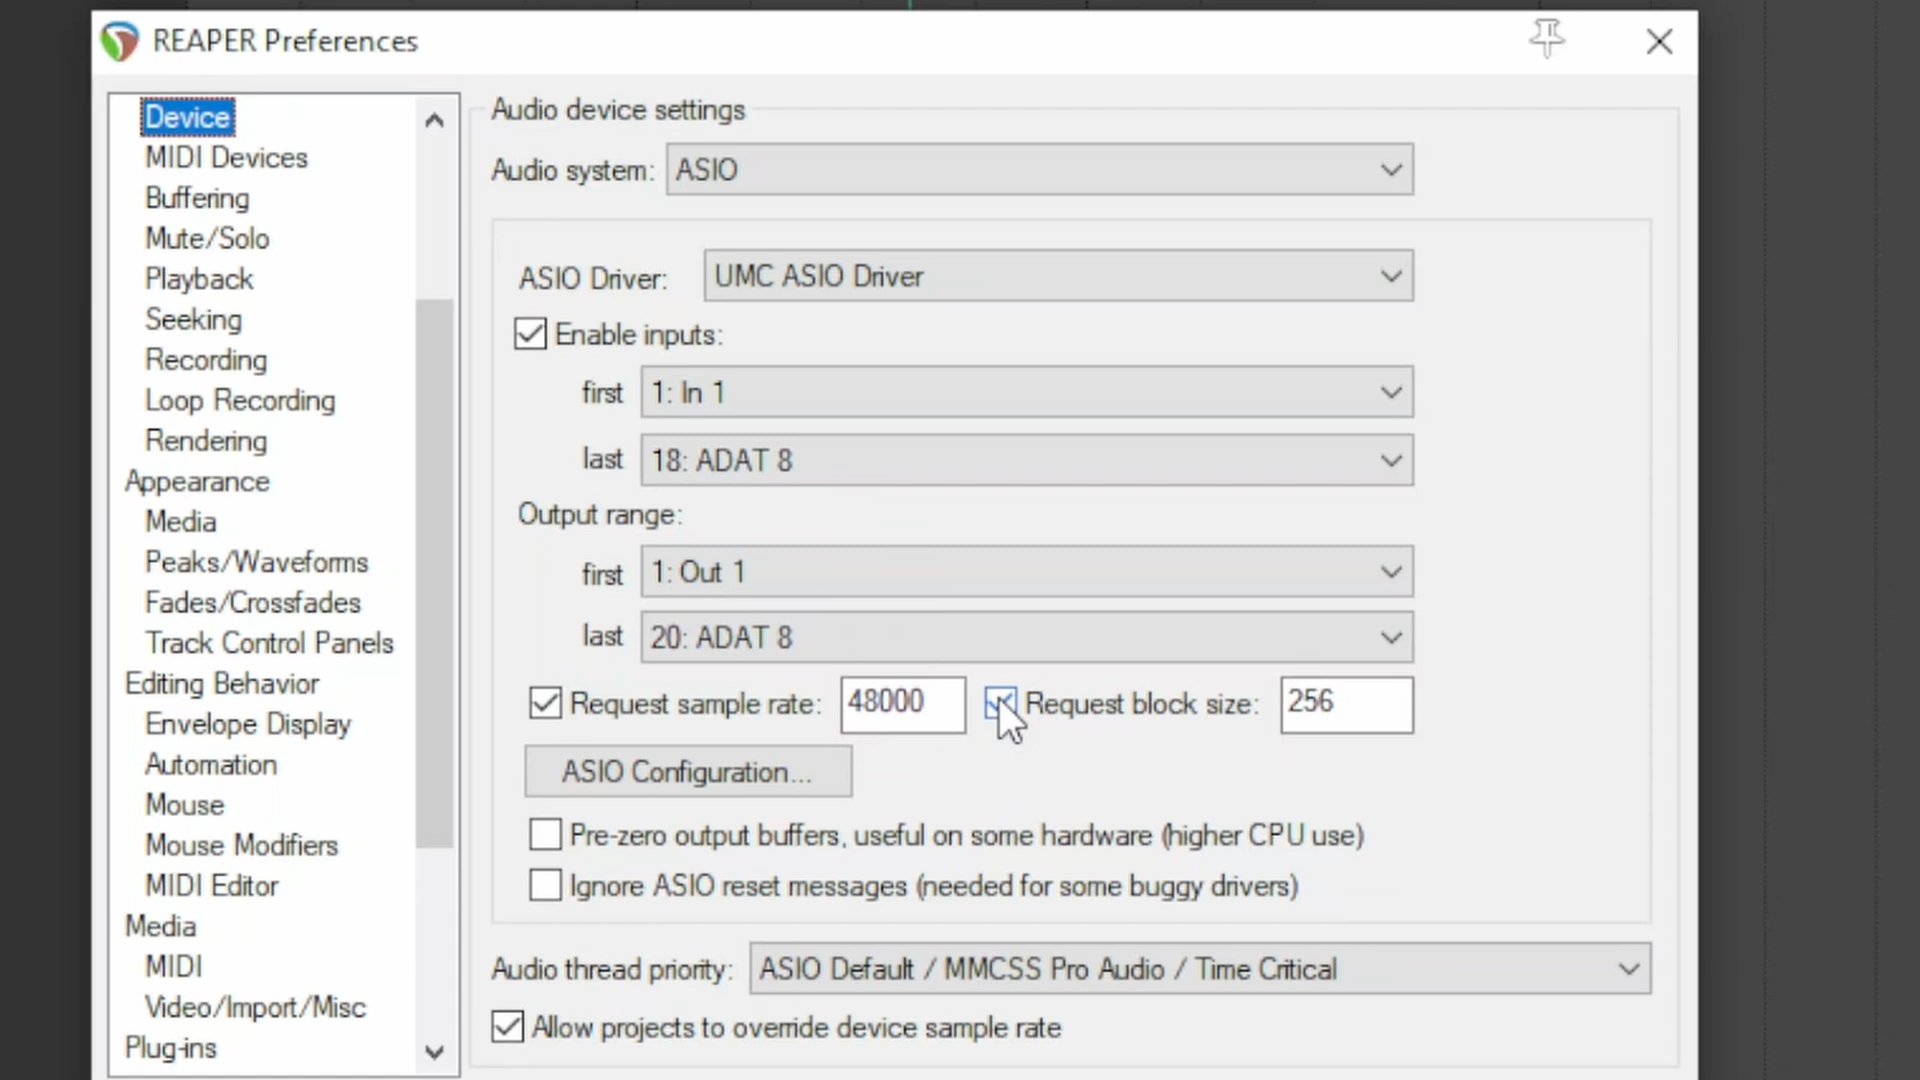 REAPER Preferences
Device
MIDI Devices
Buffering
Mute/Solo
Playback
Seeking
Recording
Loop Recording
Rendering
Appearance
Media
Peaks/Waveforms
Fades/Crossfades
Track Control Panels
Editing Behavior
Envelope Display
Automation
Mouse
Mouse Modifiers
MIDI Editor
Media
MIDI
Video/Import/Misc
Plug-ins
Audio device settings
Audio system: ASIO
ASIO Driver: UMC ASIO Driver
Enable inputs:
first 1: In 1
last 18: ADAT 8
Output range:
first 1: Out 1
last 20: ADAT 8
Request sample rate: 48000 Request block size: 256
ASIO Configuration...
Pre-zero output buffers, useful on some hardware (higher CPU use)
Ignore ASIO reset messages (needed for some buggy drivers)
Audio thread priority: ASIO Default / MMCSS Pro Audio / Time Critical
Allow projects to override device sample rate